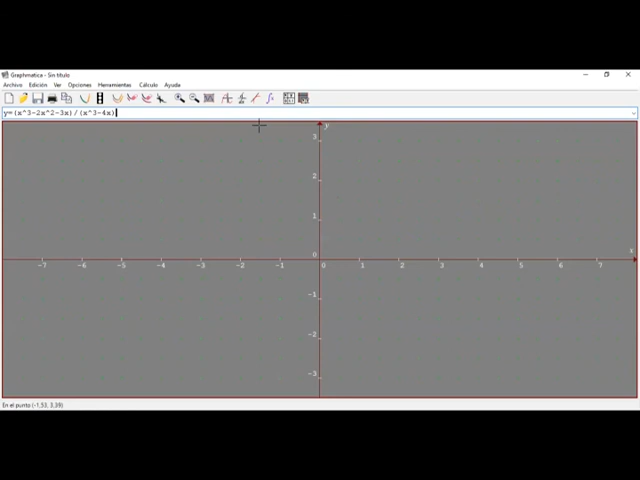 Graphmatica - Sin título
Archivo Edición Ver Opciones Herramientas Cálculo Ayuda
y=(x^3-2x^2-3x)/(x^3-4x)
y
3
2
1
0
x
-7 -6 -5 -4 -3 -2 -1 0 1 2 3 4 5 6 7
-1
-2
-3
En el punto (-1,53, 3,39)